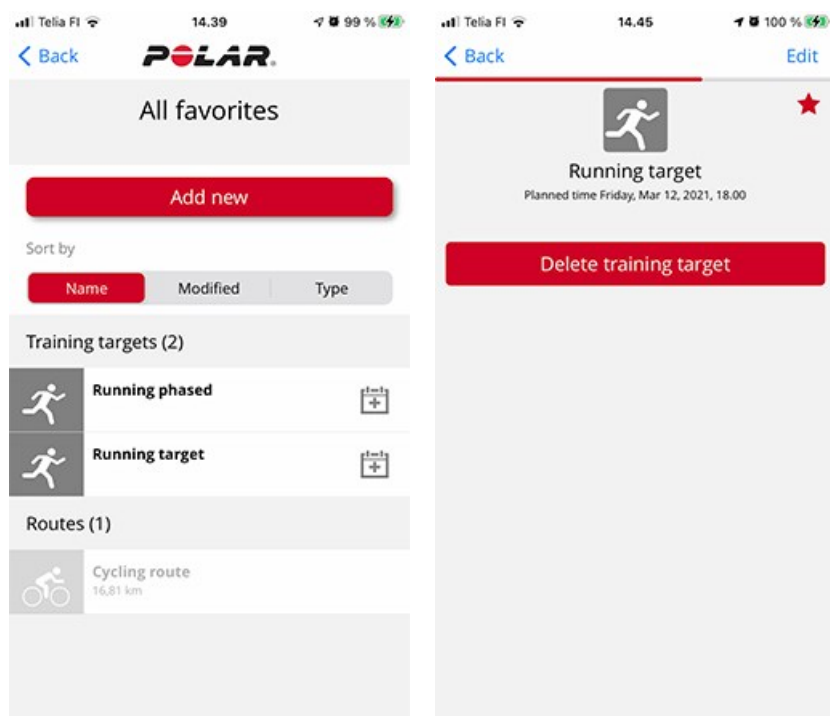 Telia FI 14.39 99 %
Back POLAR.
All favorites
Add new
Sort by
Name Modified Type
Training targets (2)
Running phased
Running target
Routes (1)
Cycling route
16,81 km
Telia FI 14.45 100 %
Back Edit
Running target
Planned time Friday, Mar 12, 2021, 18.00
Delete training target